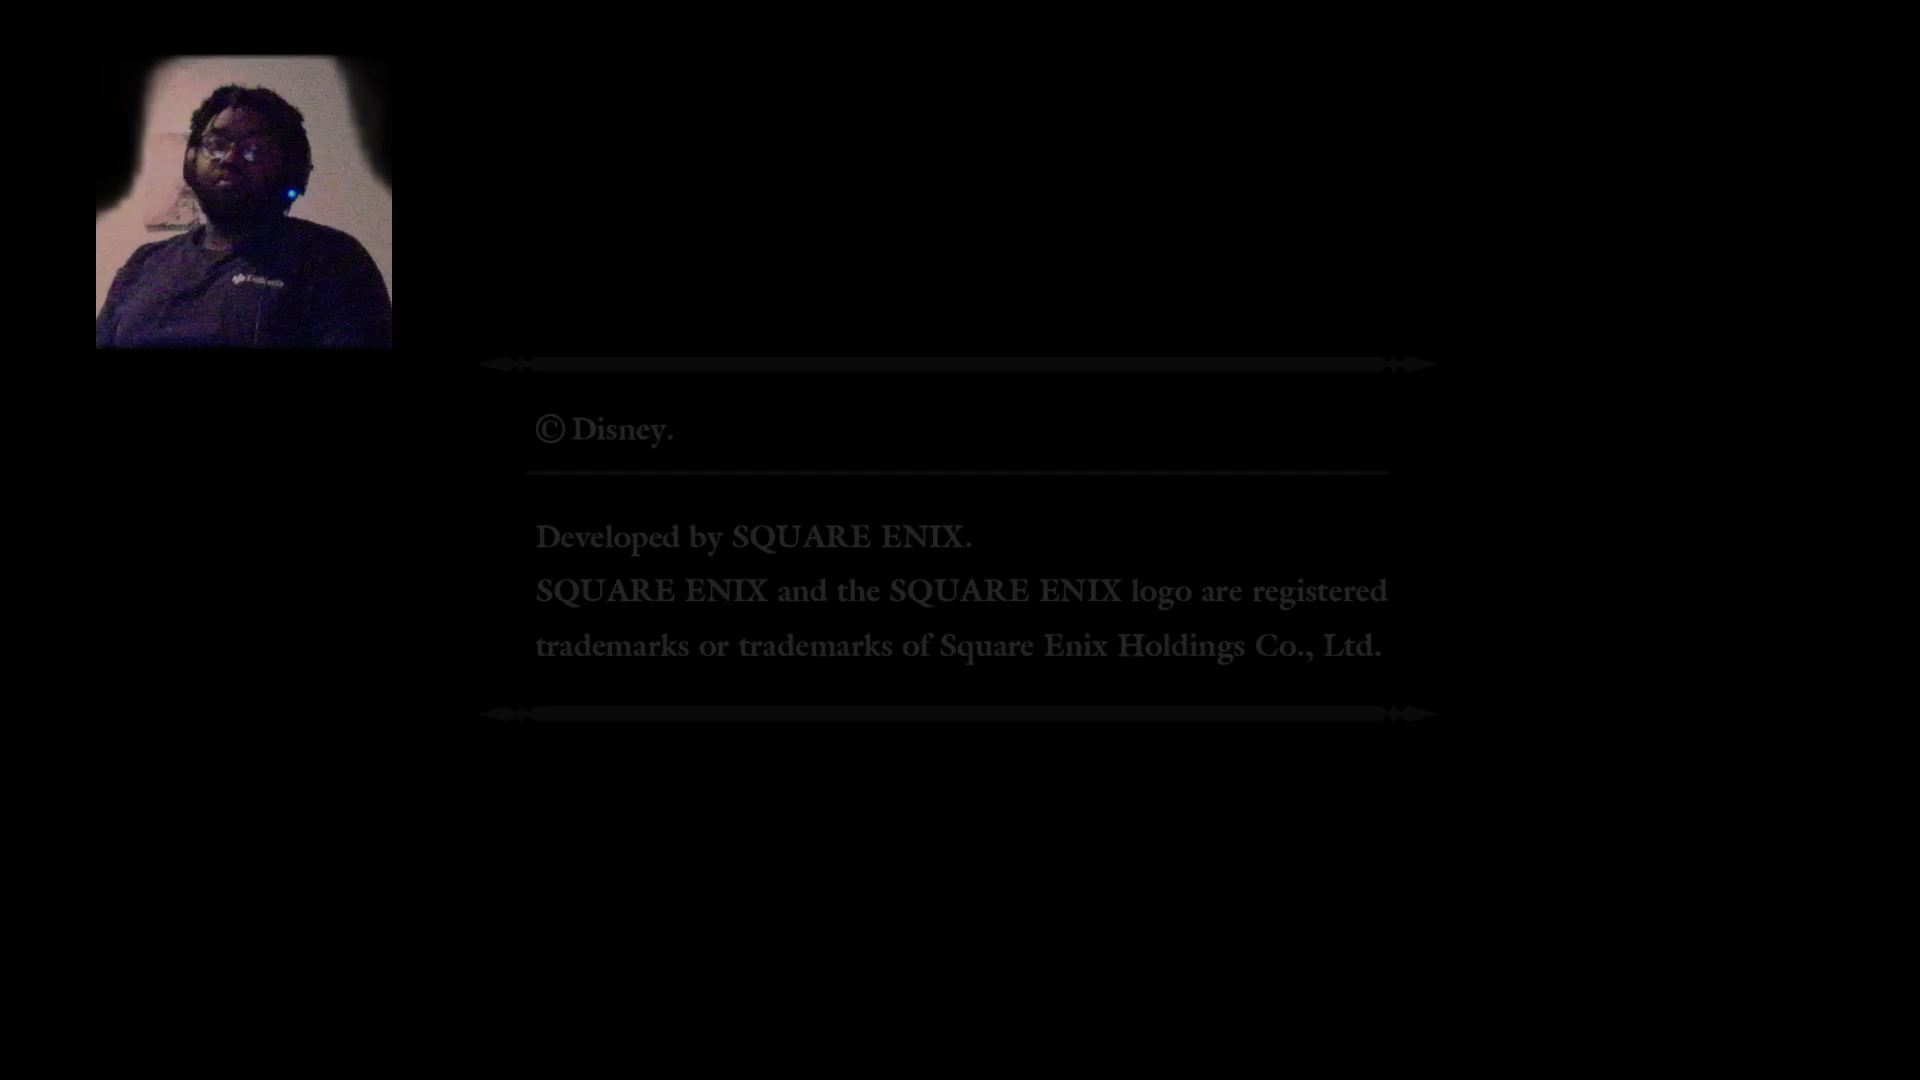 © Disney.
Developed by SQUARE ENIX.
SQUARE ENIX and the SQUARE ENIX logo are registered
trademarks or trademarks of Square Enix Holdings Co., Ltd.